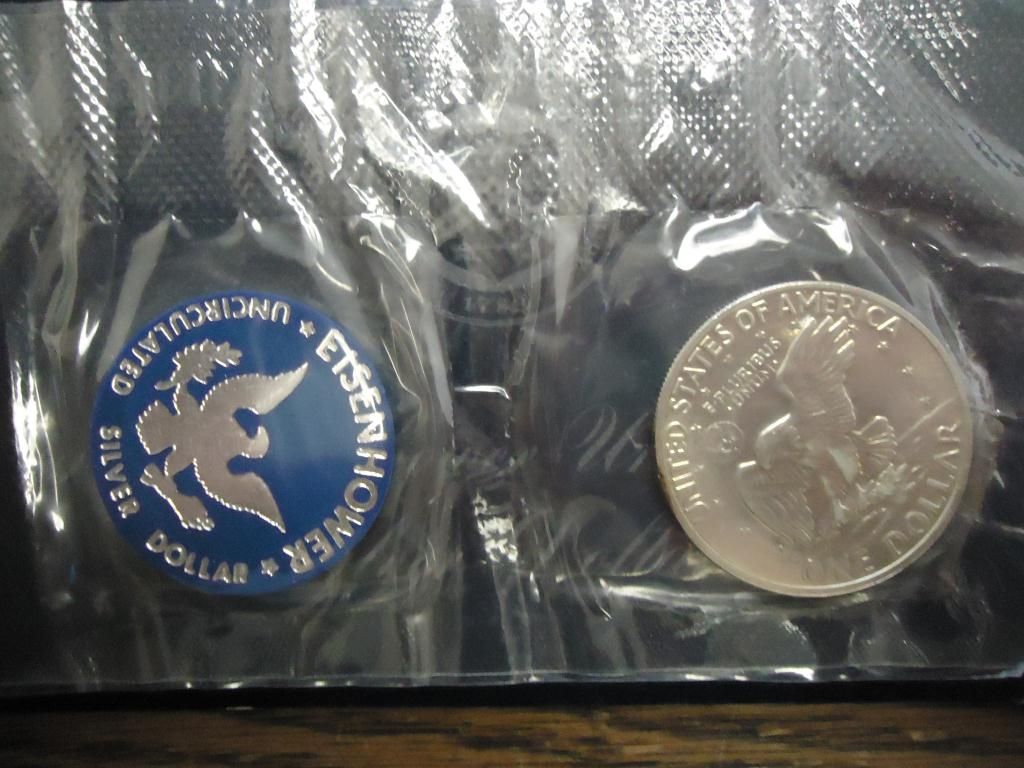 EISENHOWER
UNCIRCULATED
SILVER
DOLLAR
UNITED STATES OF AMERICA
E PLURIBUS
UNUM
ONE DOLLAR